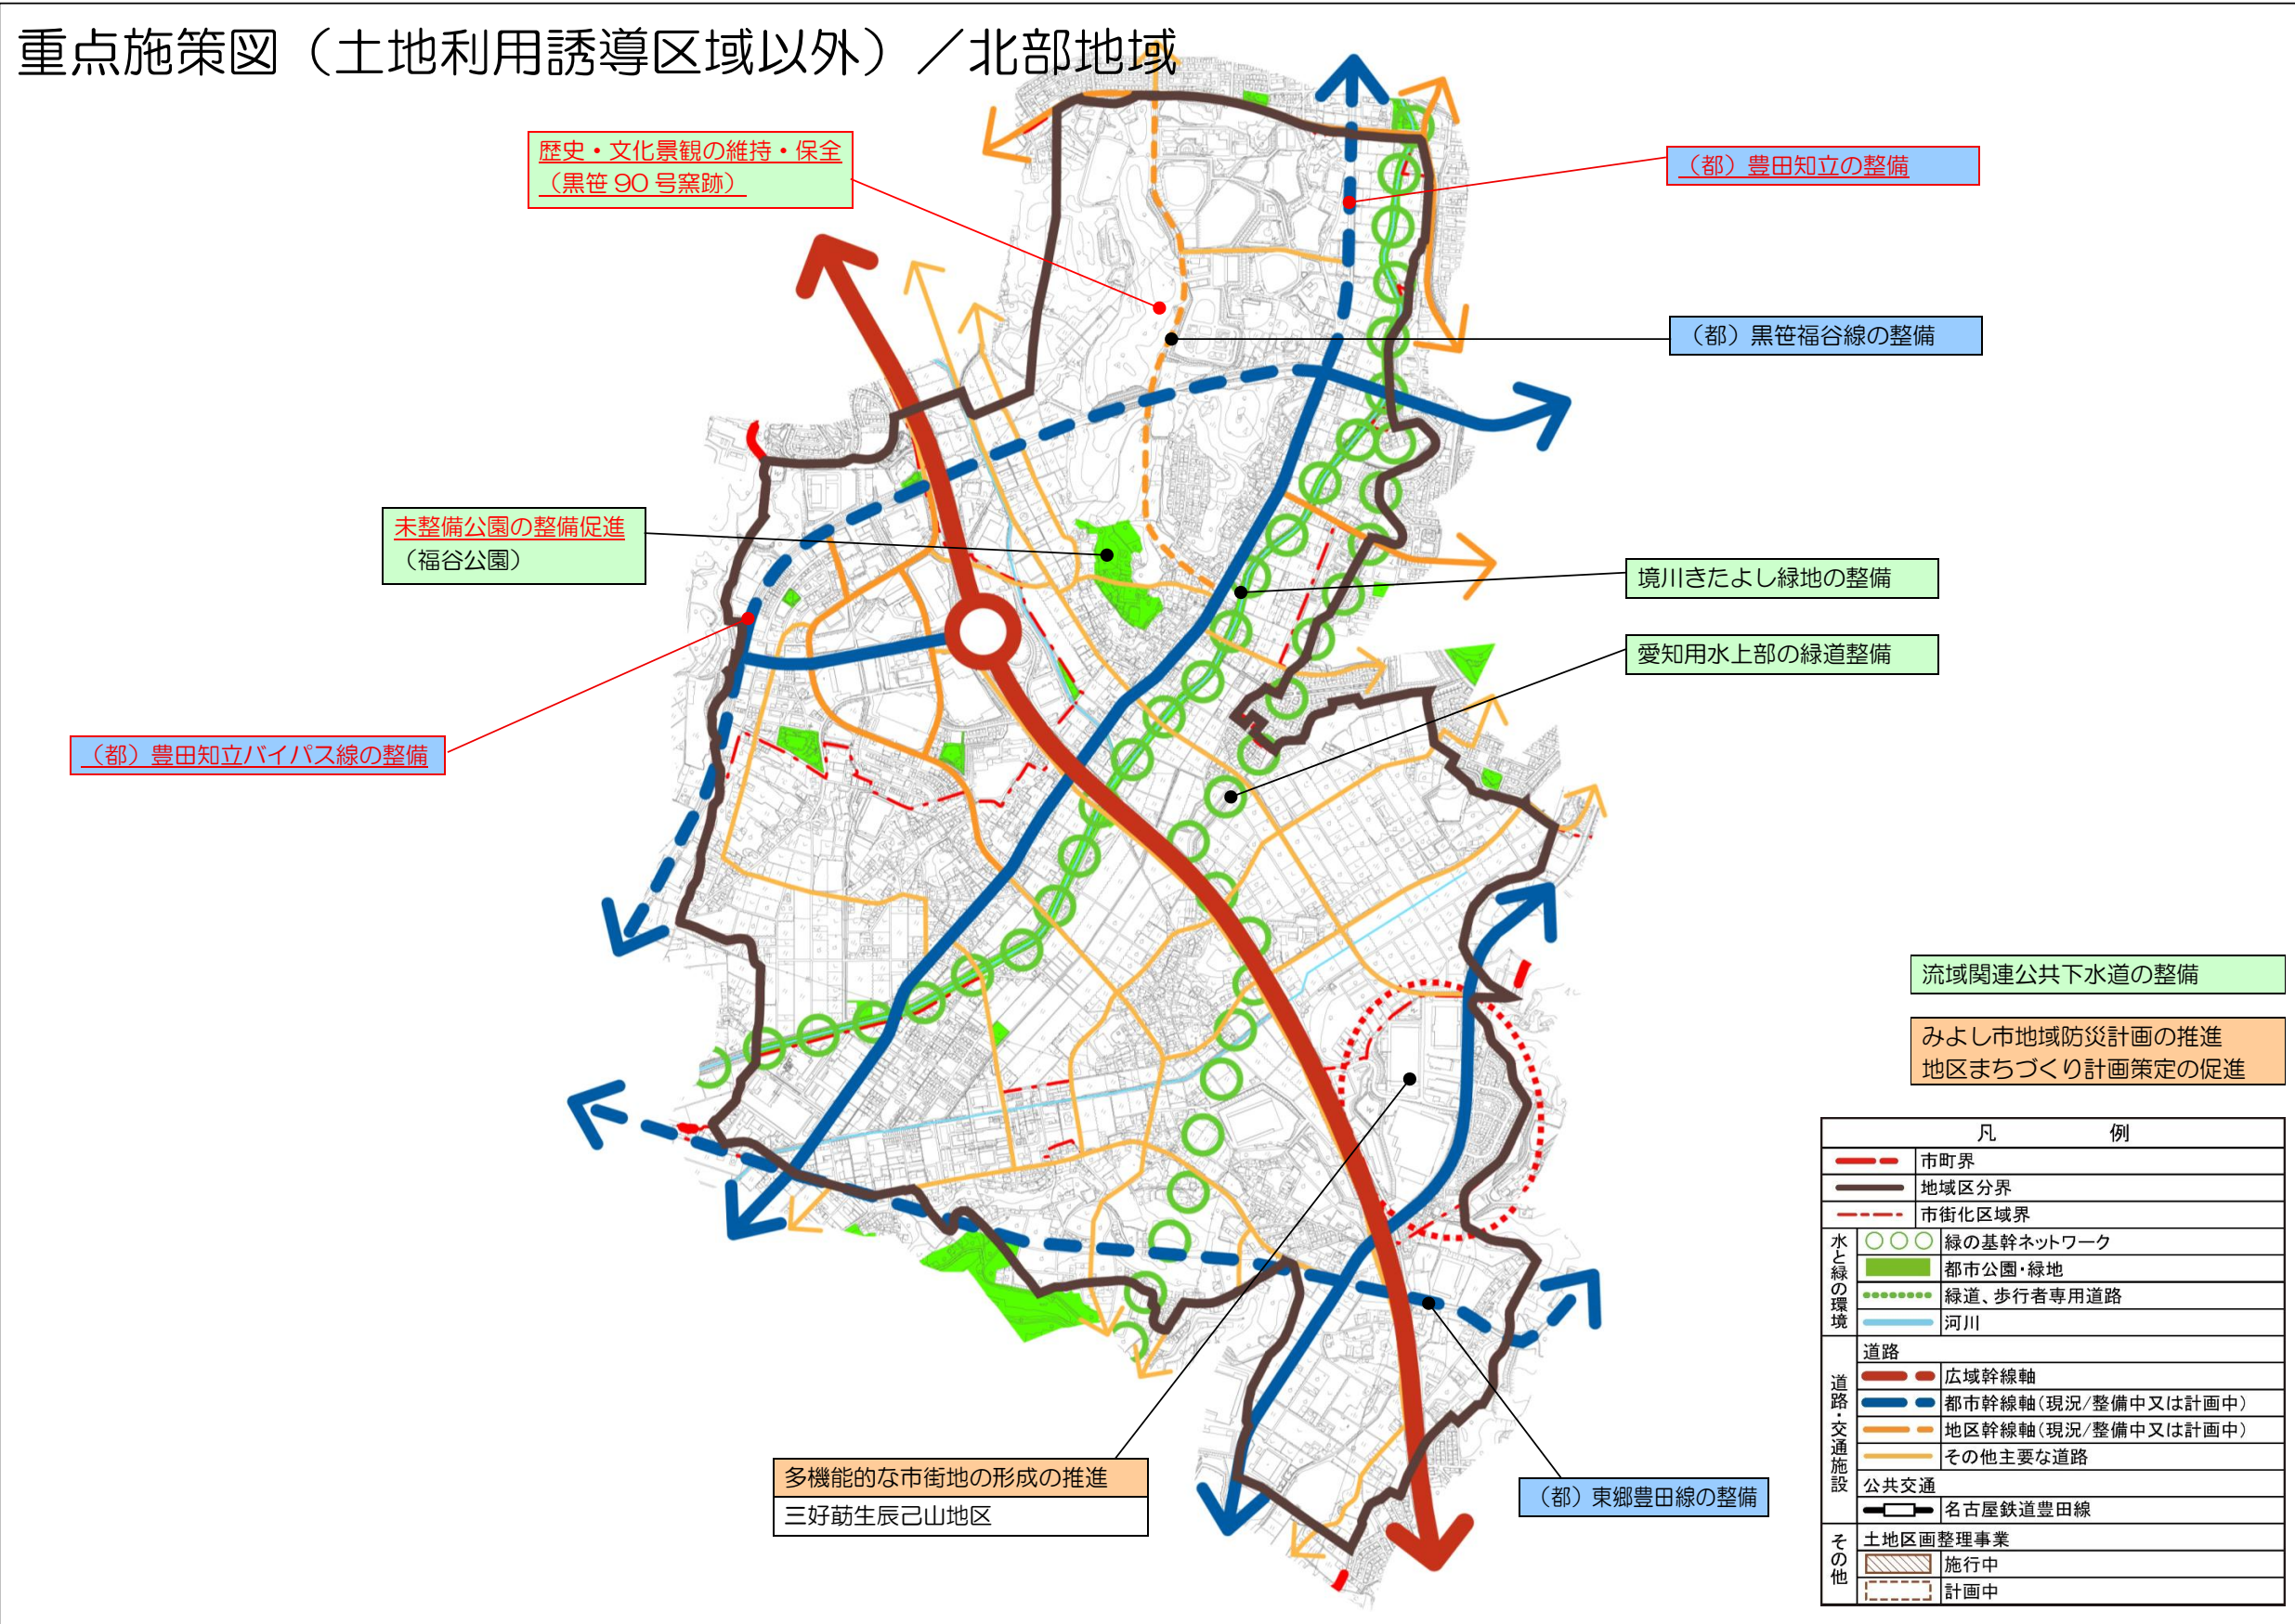 重点施策図（土地利用誘導区域以外）／北部地域
歴史・文化景観の維持・保全
（黒笹90号窯跡）
（都）豊田知立の整備
（都）黒笹福谷線の整備
未整備公園の整備促進
（福谷公園）
境川きたよし緑地の整備
愛知用水上部の緑道整備
（都）豊田知立バイパス線の整備
流域関連公共下水道の整備
みよし市地域防災計画の推進
地区まちづくり計画策定の促進
多機能的な市街地の形成の推進
三好莇生辰己山地区
（都）東郷豊田線の整備
凡　例
市町界
地域区分界
市街化区域界
水と緑の環境
緑の基幹ネットワーク
都市公園・緑地
緑道、歩行者専用道路
河川
道路・交通施設
道路
広域幹線軸
都市幹線軸（現況/整備中又は計画中）
地区幹線軸（現況/整備中又は計画中）
その他主要な道路
公共交通
名古屋鉄道豊田線
その他
土地区画整理事業
施行中
計画中